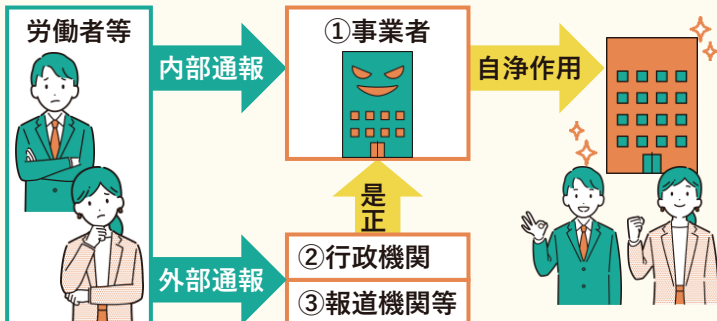 労働者等
内部通報
①事業者
自浄作用
是正
外部通報
②行政機関
③報道機関等